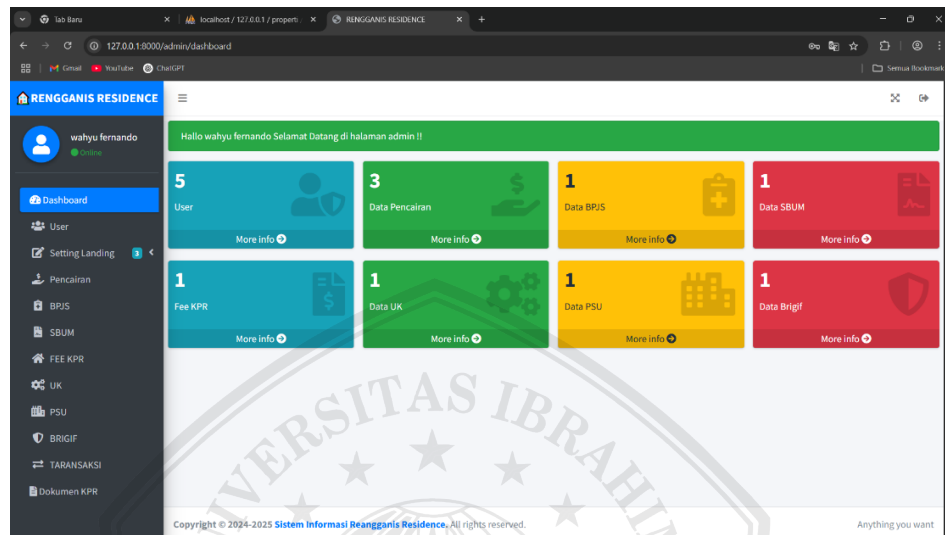 Tab Baru
localhost / 127.0.0.1 / properti
RENGGANIS RESIDENCE
127.0.0.1:8000/admin/dashboard
Gmail
YouTube
ChatGPT
Semua Bookmark
RENGGANIS RESIDENCE
wahyu fernando
Online
Dashboard
User
Setting Landing 3
Pencairan
BPJS
SBUM
FEE KPR
UK
PSU
BRIGIF
TARANSAKSI
Dokumen KPR
Hallo wahyu fernando Selamat Datang di halaman admin !!
5
User
More info
3
Data Pencairan
More info
1
Data BPJS
More info
1
Data SBUM
More info
1
Fee KPR
More info
1
Data UK
More info
1
Data PSU
More info
1
Data Brigif
More info
Copyright © 2024-2025 Sistem Informasi Reangganis Residence. All rights reserved.
Anything you want